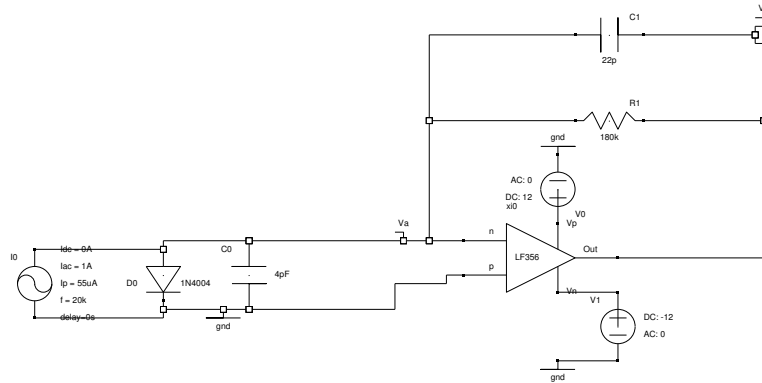 C1
V
22p
R1
180k
gnd
AC: 0
DC: 12
xi0
V0
Vp
Va
n
LF356
Out
p
Vn
V1
DC: -12
AC: 0
gnd
I0
Idc = 0A
Iac = 1A
Ip = 55uA
f = 20k
delay=0s
D0
1N4004
C0
4pF
gnd